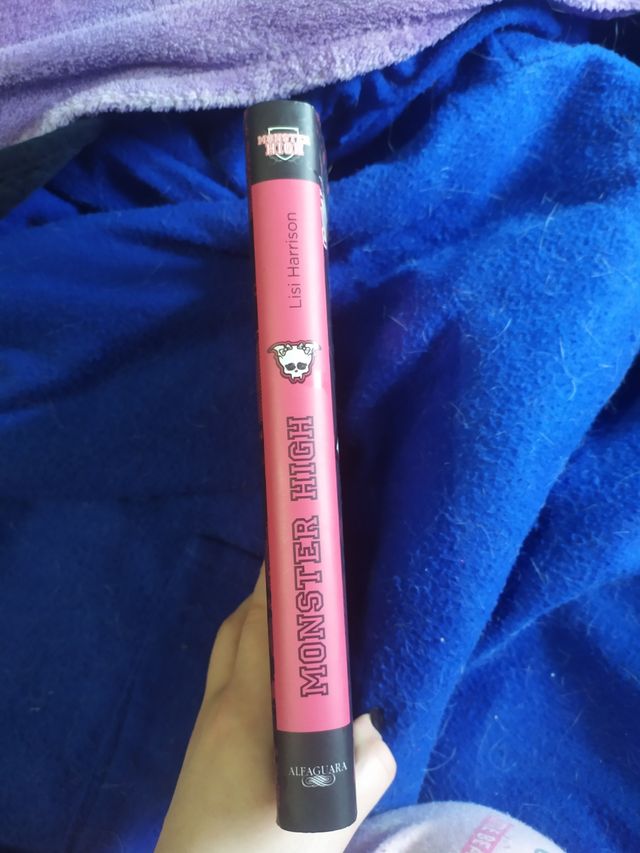 MONSTER
HIGH
Lisi Harrison
MONSTER HIGH
ALFAGUARA